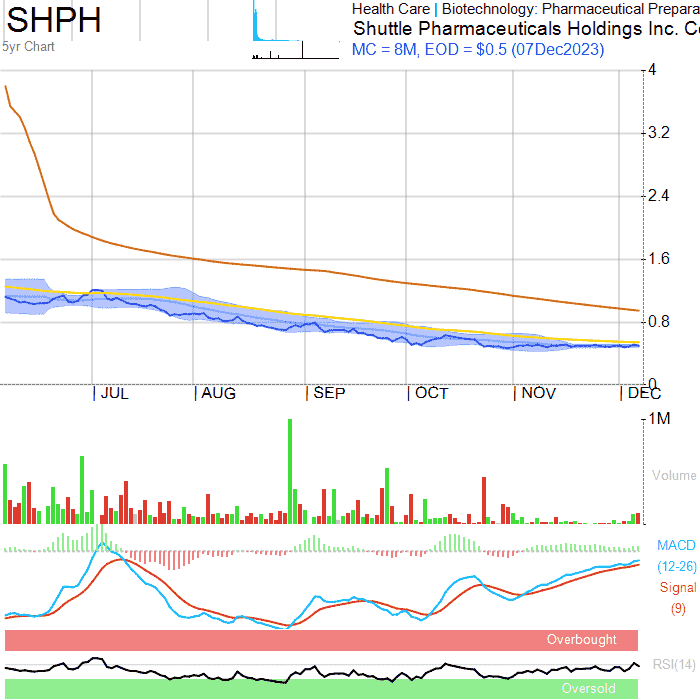 SHPH
5yr Chart
Health Care | Biotechnology: Pharmaceutical Prepara
Shuttle Pharmaceuticals Holdings Inc. Co
MC = 8M, EOD = $0.5 (07Dec2023)
4
3.2
2.4
1.6
0.8
0
JUL AUG SEP OCT NOV DEC
1M
Volume
MACD
(12-26)
Signal
(9)
Overbought
RSI(14)
Oversold